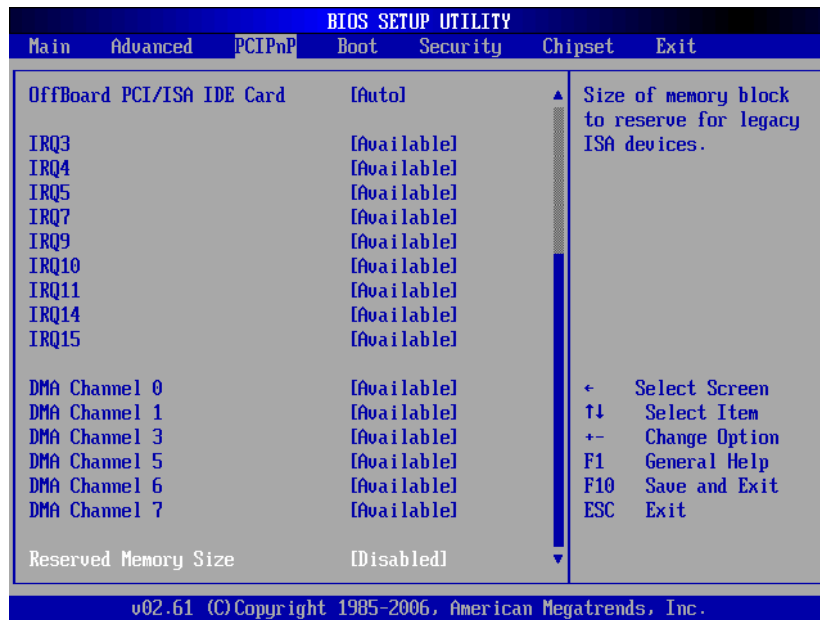 BIOS SETUP UTILITY
Main Advanced PCIPnP Boot Security Chipset Exit
OffBoard PCI/ISA IDE Card [Auto]
IRQ3 [Available]
IRQ4 [Available]
IRQ5 [Available]
IRQ7 [Available]
IRQ9 [Available]
IRQ10 [Available]
IRQ11 [Available]
IRQ14 [Available]
IRQ15 [Available]
DMA Channel 0 [Available]
DMA Channel 1 [Available]
DMA Channel 3 [Available]
DMA Channel 5 [Available]
DMA Channel 6 [Available]
DMA Channel 7 [Available]
Reserved Memory Size [Disabled]
Size of memory block
to reserve for legacy
ISA devices.
← Select Screen
↑↓ Select Item
+- Change Option
F1 General Help
F10 Save and Exit
ESC Exit
v02.61 (C)Copyright 1985-2006, American Megatrends, Inc.